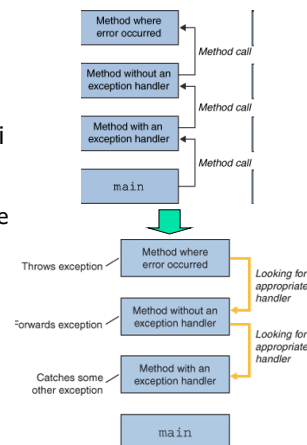 Method where
error occurred
Method call
Method without an
exception handler
Method call
i
Method with an
exception handler
Method call
main
e
Throws exception
Method where
error occurred
Looking for
appropriate
handler
Forwards exception
Method without an
exception handler
Looking for
appropriate
handler
Catches some
other exception
Method with an
exception handler
main